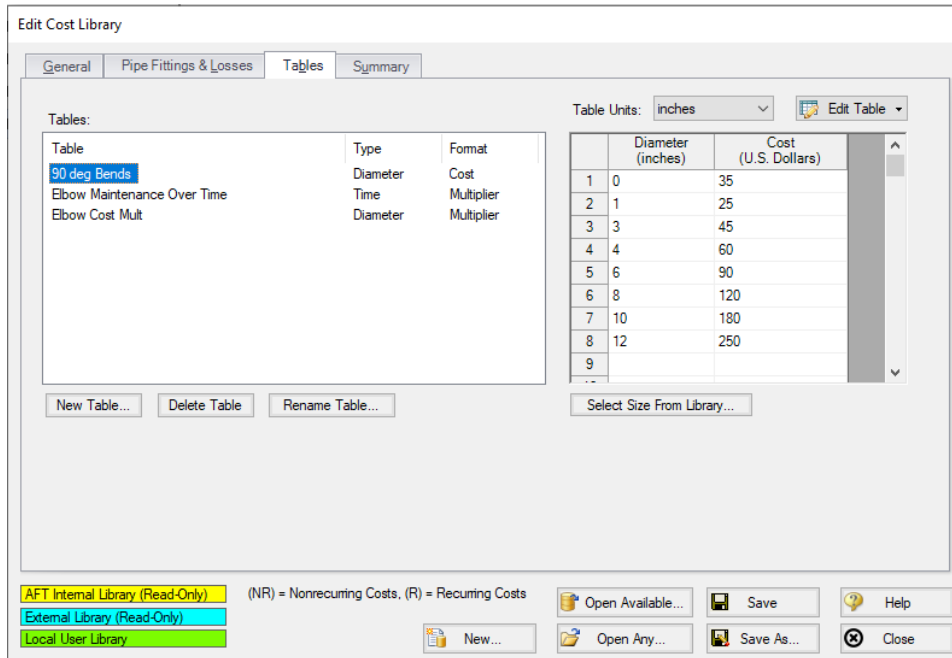 Edit Cost Library
General Pipe Fittings & Losses Tables Summary
Table Units: inches Edit Table
Tables:
Table Type Format
90 deg Bends Diameter Cost
Elbow Maintenance Over Time Time Multiplier
Elbow Cost Mult Diameter Multiplier
Diameter (inches) Cost (U.S. Dollars)
1 0 35
2 1 25
3 3 45
4 4 60
5 6 90
6 8 120
7 10 180
8 12 250
9
New Table... Delete Table Rename Table... Select Size From Library...
AFT Internal Library (Read-Only) (NR) = Nonrecurring Costs, (R) = Recurring Costs
External Library (Read-Only)
Local User Library
Open Available... Save Help
New... Open Any... Save As... Close